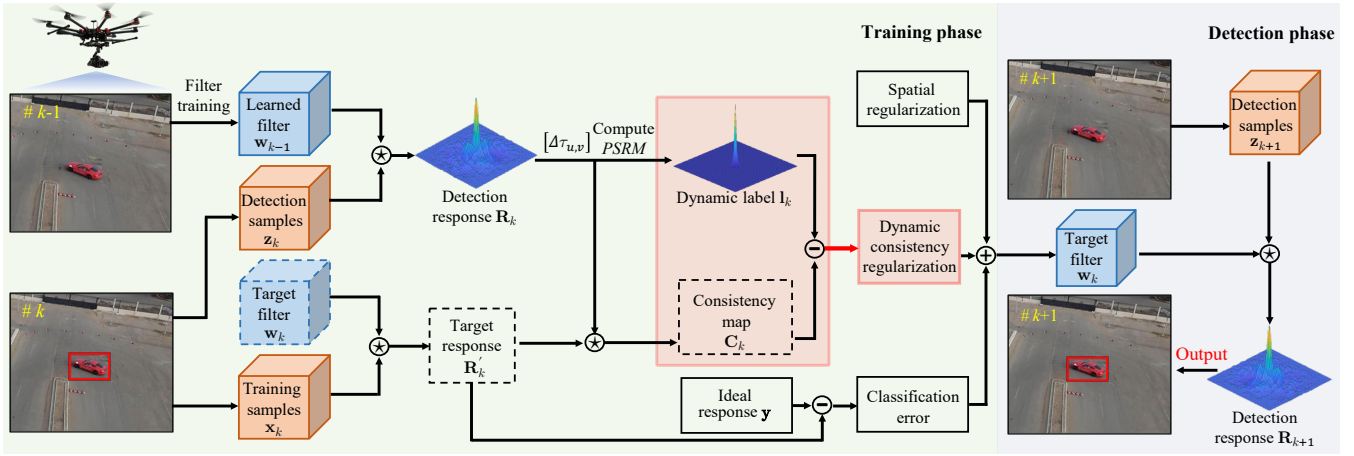 Training phase
Detection phase
Filter
training
# k-1
Learned
filter
w_{k−1}
Detection
samples
z_k
Detection
response R_k
[Δτ_{u,v}]
Compute
PSRM
Dynamic label l_k
Spatial
regularization
Dynamic
consistency
regularization
# k
Target
filter
w_k
Training
samples
x_k
Target
response
R'_k
Consistency
map
C_k
Ideal
response y
Classification
error
# k+1
Detection
samples
z_{k+1}
Target
filter
w_k
# k+1
Output
Detection
response R_{k+1}